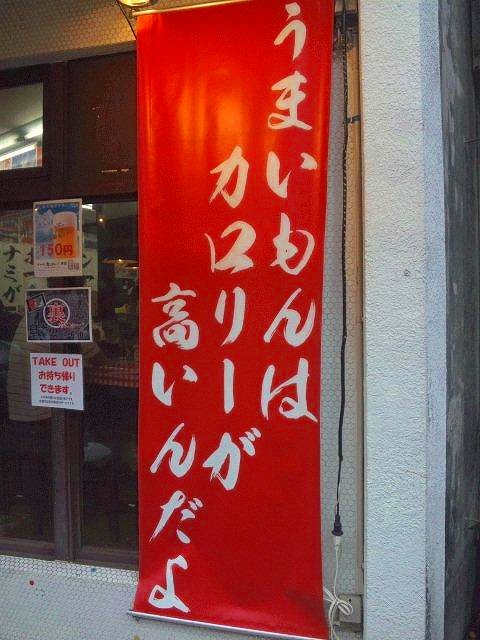 うまいもんは
カロリーが
高いんだよ
150円
裏
TAKE OUT
お持ち帰り
できます。